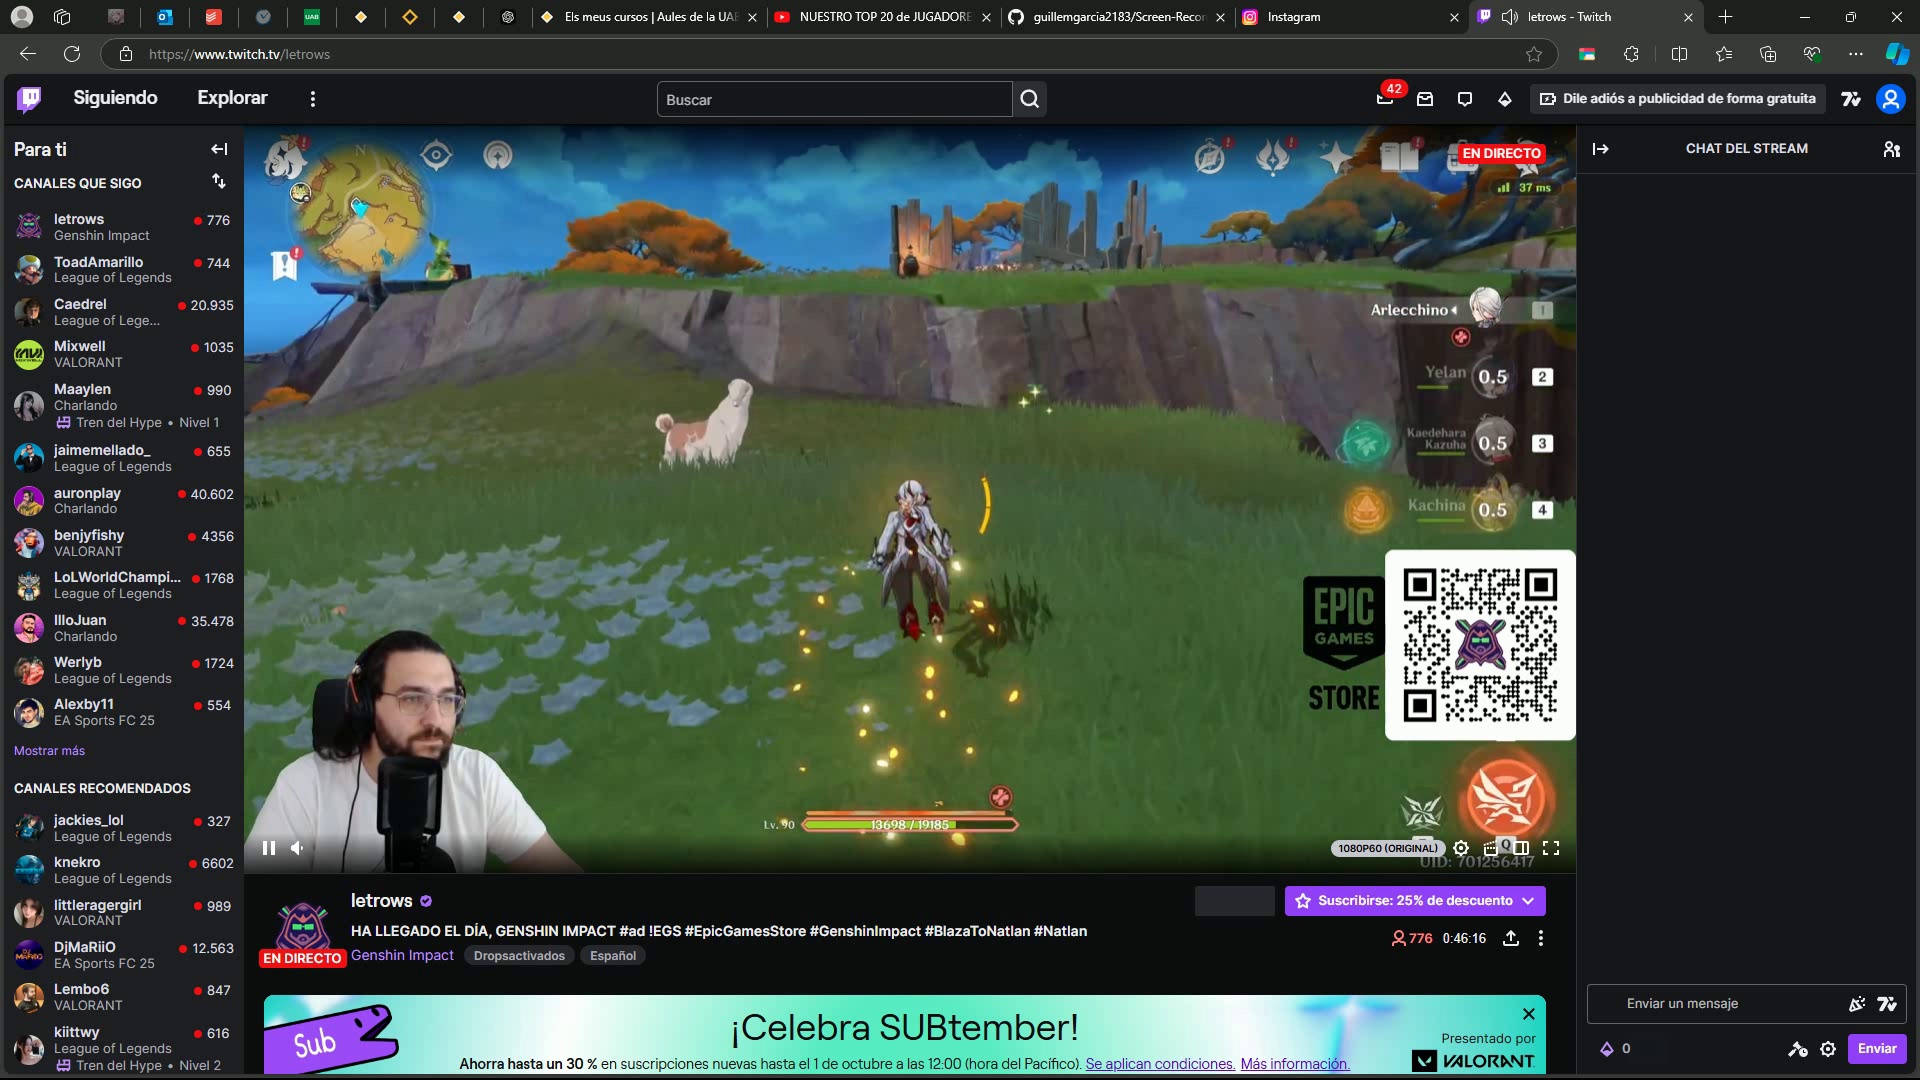 Els meus cursos | Aules de la UAB
NUESTRO TOP 20 de JUGADORE
guillemgarcia2183/Screen-Recor
Instagram
letrows - Twitch
https://www.twitch.tv/letrows
Siguiendo
Explorar
Buscar
42
Dile adiós a publicidad de forma gratuita
Para ti
CANALES QUE SIGO
letrows
776
Genshin Impact
ToadAmarillo
744
League of Legends
Caedrel
20.935
League of Lege...
Mixwell
1035
VALORANT
Maaylen
990
Charlando
Tren del Hype • Nivel 1
jaimemellado_
655
League of Legends
auronplay
40.602
Charlando
benjyfishy
4356
VALORANT
LoLWorldChampi...
1768
League of Legends
IlloJuan
35.478
Charlando
Werlyb
1724
League of Legends
Alexby11
554
EA Sports FC 25
Mostrar más
CANALES RECOMENDADOS
jackies_lol
327
League of Legends
knekro
6602
League of Legends
littleragergirl
989
VALORANT
DjMaRiiO
12.563
EA Sports FC 25
Lembo6
847
VALORANT
kiittwy
616
League of Legends
Tren del Hype • Nivel 2
N
EN DIRECTO
37 ms
Arlecchino
1
Yelan
0.5
2
Kaedehara
Kazuha
0.5
3
Kachina
0.5
4
EPIC
GAMES
STORE
Lv. 90
13698 / 19185
1080P60 (ORIGINAL)
Q
UID: 701256417
letrows
Suscribirse: 25% de descuento
HA LLEGADO EL DÍA, GENSHIN IMPACT #ad !EGS #EpicGamesStore #GenshinImpact #BlazaToNatlan #Natlan
776
0:46:16
EN DIRECTO
Genshin Impact
Dropsactivados
Español
Sub
¡Celebra SUBtember!
Ahorra hasta un 30 % en suscripciones nuevas hasta el 1 de octubre a las 12:00 (hora del Pacífico). Se aplican condiciones. Más información.
Presentado por
VALORANT
CHAT DEL STREAM
Enviar un mensaje
0
Enviar